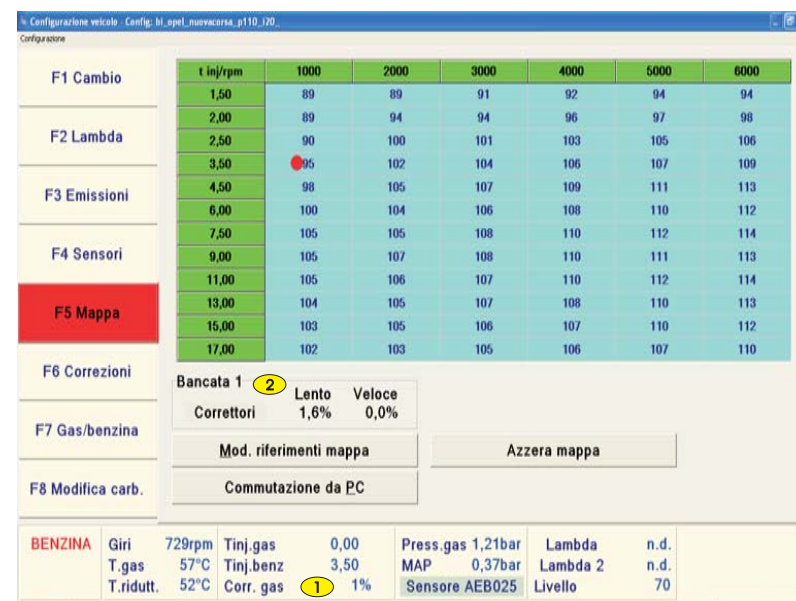 Configurazione veicolo - Config: bl_opel_nuovacorsa_p110_i20_
Configurazione
F1 Cambio
F2 Lambda
F3 Emissioni
F4 Sensori
F5 Mappa
F6 Correzioni
F7 Gas/benzina
F8 Modifica carb.
t inj/rpm 1000 2000 3000 4000 5000 6000
1,50 89 89 91 92 94 94
2,00 89 94 94 96 97 98
2,50 90 100 101 103 105 106
3,50 95 102 104 106 107 109
4,50 98 105 107 109 111 113
6,00 100 104 106 108 110 112
7,50 105 105 108 110 112 114
9,00 105 107 108 110 111 113
11,00 105 106 107 110 112 114
13,00 104 105 107 108 110 113
15,00 103 105 106 107 110 112
17,00 102 103 105 106 107 110
Bancata 1 2
Lento Veloce
Correttori 1,6% 0,0%
Mod. riferimenti mappa Azzera mappa
Commutazione da PC
BENZINA Giri 729rpm Tinj.gas 0,00 Press.gas 1,21bar Lambda n.d.
T.gas 57°C Tinj.benz 3,50 MAP 0,37bar Lambda 2 n.d.
T.ridutt. 52°C Corr. gas 1 1% Sensore AEB025 Livello 70